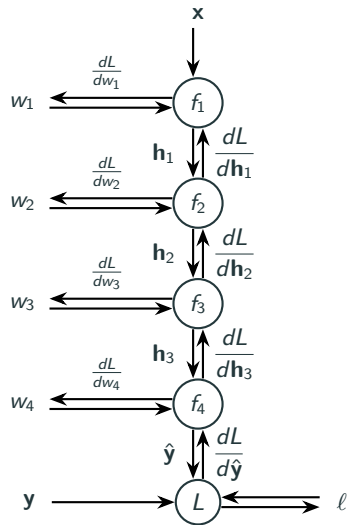 x
dL/dw₁
w₁ f₁
h₁ dL/dh₁
dL/dw₂
w₂ f₂
h₂ dL/dh₂
dL/dw₃
w₃ f₃
h₃ dL/dh₃
dL/dw₄
w₄ f₄
ŷ dL/dŷ
y L ℓ